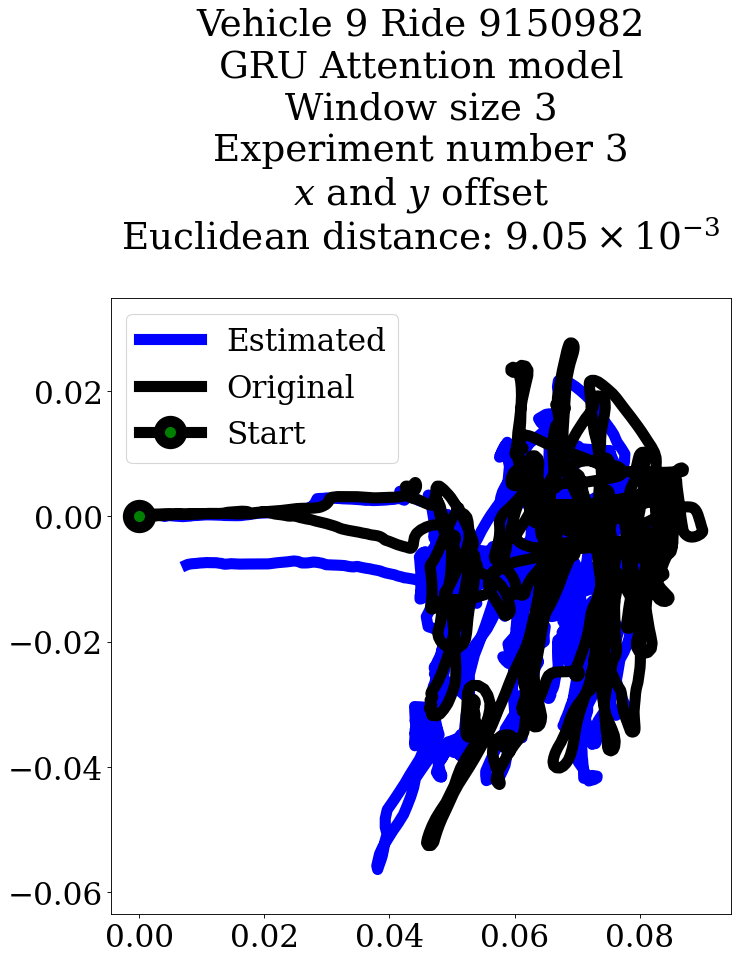 Vehicle 9 Ride 9150982
GRU Attention model
Window size 3
Experiment number 3
x and y offset
Euclidean distance: 9.05 × 10⁻³
Estimated
Original
Start
0.02
0.00
−0.02
−0.04
−0.06
0.00 0.02 0.04 0.06 0.08